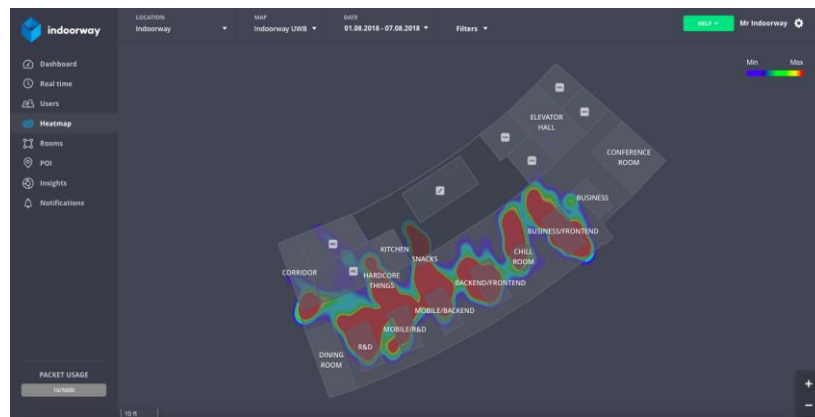 indoorway
LOCATION
Indoorway
MAP
Indoorway UWB
DATE
01.08.2018 - 07.08.2018
Filters
HELP
Mr Indoorway
Dashboard
Real time
Users
Heatmap
Rooms
POI
Insights
Notifications
Min Max
ELEVATOR
HALL
CONFERENCE
ROOM
BUSINESS
BUSINESS/FRONTEND
KITCHEN
SNACKS
CHILL
ROOM
CORRIDOR
HARDCORE
THINGS
BACKEND/FRONTEND
MOBILE/BACKEND
MOBILE/R&D
R&D
DINING
ROOM
PACKET USAGE
10/5000
10 ft
+
−